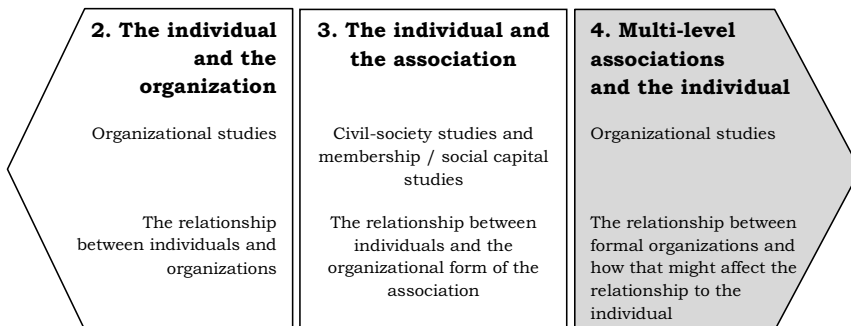 2. The individual
and the
organization
Organizational studies
The relationship
between individuals and
organizations
3. The individual and
the association
Civil-society studies and
membership / social capital
studies
The relationship between
individuals and the
organizational form of the
association
4. Multi-level
associations
and the individual
Organizational studies
The relationship between
formal organizations and
how that might affect the
relationship to the
individual